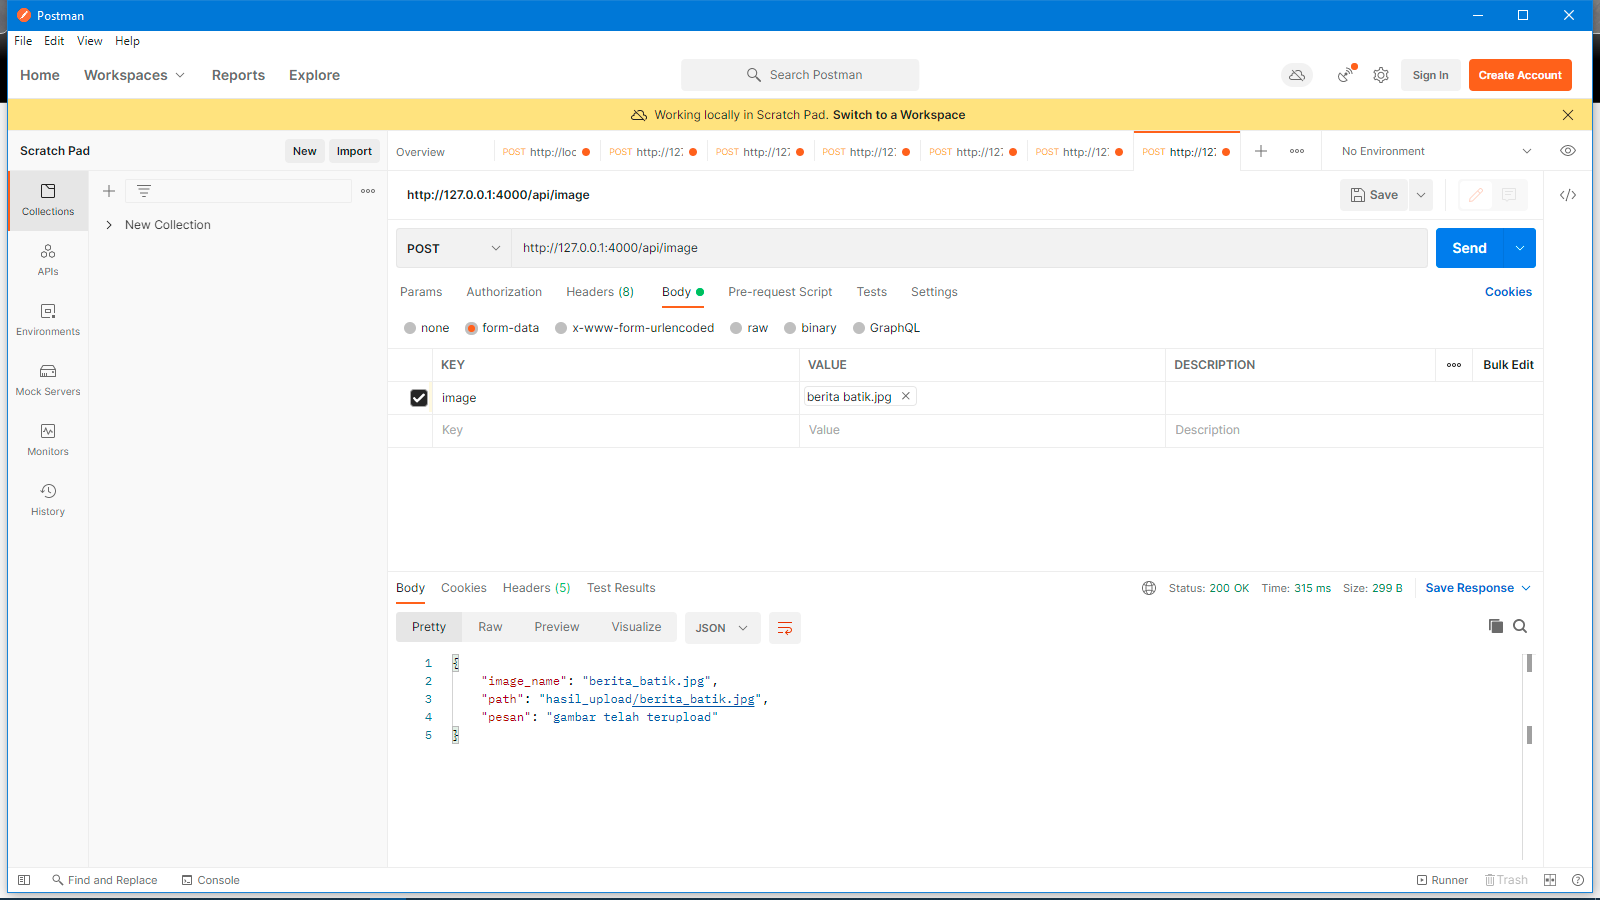 Postman
File Edit View Help
Home Workspaces Reports Explore Search Postman Sign In Create Account
Working locally in Scratch Pad. Switch to a Workspace
Scratch Pad New Import Overview POST http://loc POST http://127 POST http://127 POST http://127 POST http://127 POST http://127 POST http://127 No Environment
Collections
New Collection
APIs
Environments
Mock Servers
Monitors
History
http://127.0.0.1:4000/api/image Save
POST http://127.0.0.1:4000/api/image Send
Params Authorization Headers (8) Body Pre-request Script Tests Settings Cookies
none form-data x-www-form-urlencoded raw binary GraphQL
KEY VALUE DESCRIPTION Bulk Edit
image berita batik.jpg
Key Value Description
Body Cookies Headers (5) Test Results Status: 200 OK Time: 315 ms Size: 299 B Save Response
Pretty Raw Preview Visualize JSON
1 {
2 "image_name": "berita_batik.jpg",
3 "path": "hasil_upload/berita_batik.jpg",
4 "pesan": "gambar telah terupload"
5 }
Find and Replace Console Runner Trash